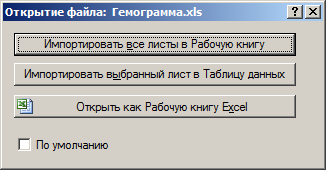 Открытие файла: Гемограмма.xls
Импортировать все листы в Рабочую книгу
Импортировать выбранный лист в Таблицу данных
Открыть как Рабочую книгу Excel
По умолчанию